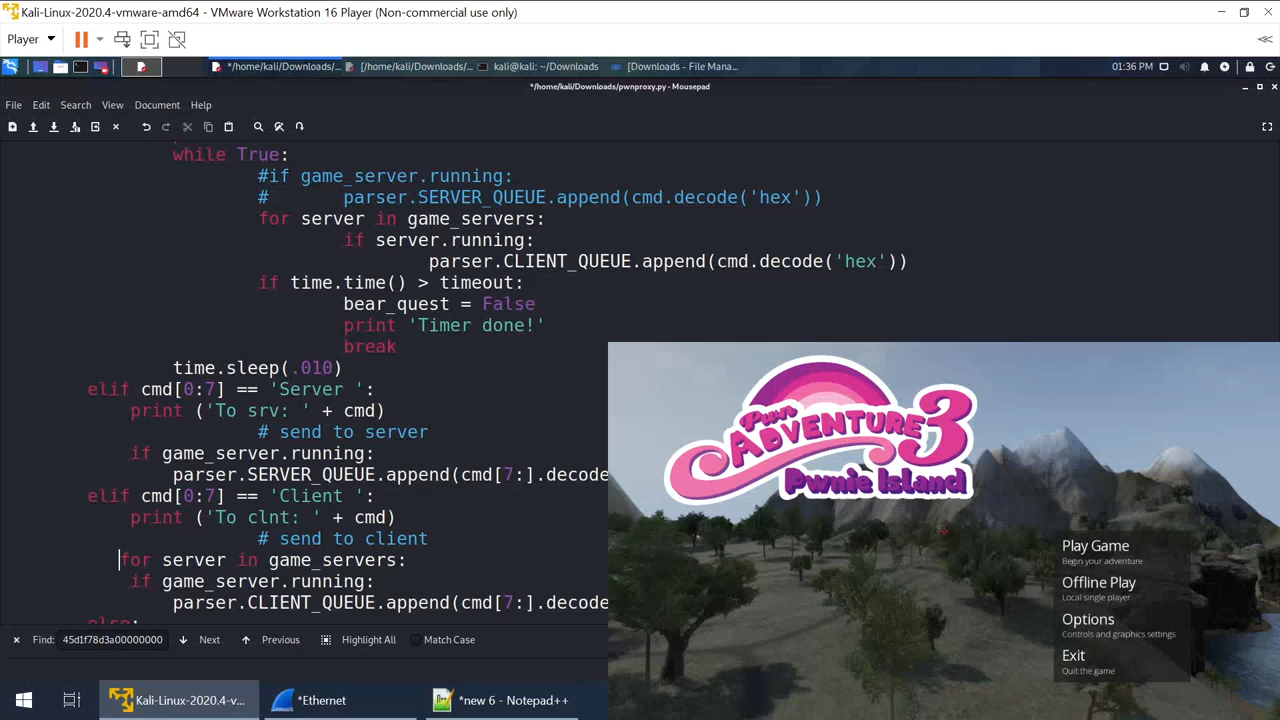 Kali-Linux-2020.4-vmware-amd64 - VMware Workstation 16 Player (Non-commercial use only)
Player
*/home/kali/Downloads/... [/home/kali/Downloads/... kali@kali: ~/Downloads [Downloads - File Mana... 01:36 PM
*/home/kali/Downloads/pwnproxy.py - Mousepad
File Edit Search View Document Help
while True:
#if game_server.running:
# parser.SERVER_QUEUE.append(cmd.decode('hex'))
for server in game_servers:
if server.running:
parser.CLIENT_QUEUE.append(cmd.decode('hex'))
if time.time() > timeout:
bear_quest = False
print 'Timer done!'
break
time.sleep(.010)
elif cmd[0:7] == 'Server ':
print ('To srv: ' + cmd)
# send to server
if game_server.running:
parser.SERVER_QUEUE.append(cmd[7:].decode
elif cmd[0:7] == 'Client ':
print ('To clnt: ' + cmd)
# send to client
for server in game_servers:
if game_server.running:
parser.CLIENT_QUEUE.append(cmd[7:].decode
else:
Pwn
Adventure 3
Pwnie Island
Play Game
Begin your adventure
Offline Play
Local single player
Options
Controls and graphics settings
Exit
Quit the game
Find: 45d1f78d3a00000000 Next Previous Highlight All Match Case
Kali-Linux-2020.4-v... *Ethernet *new 6 - Notepad++